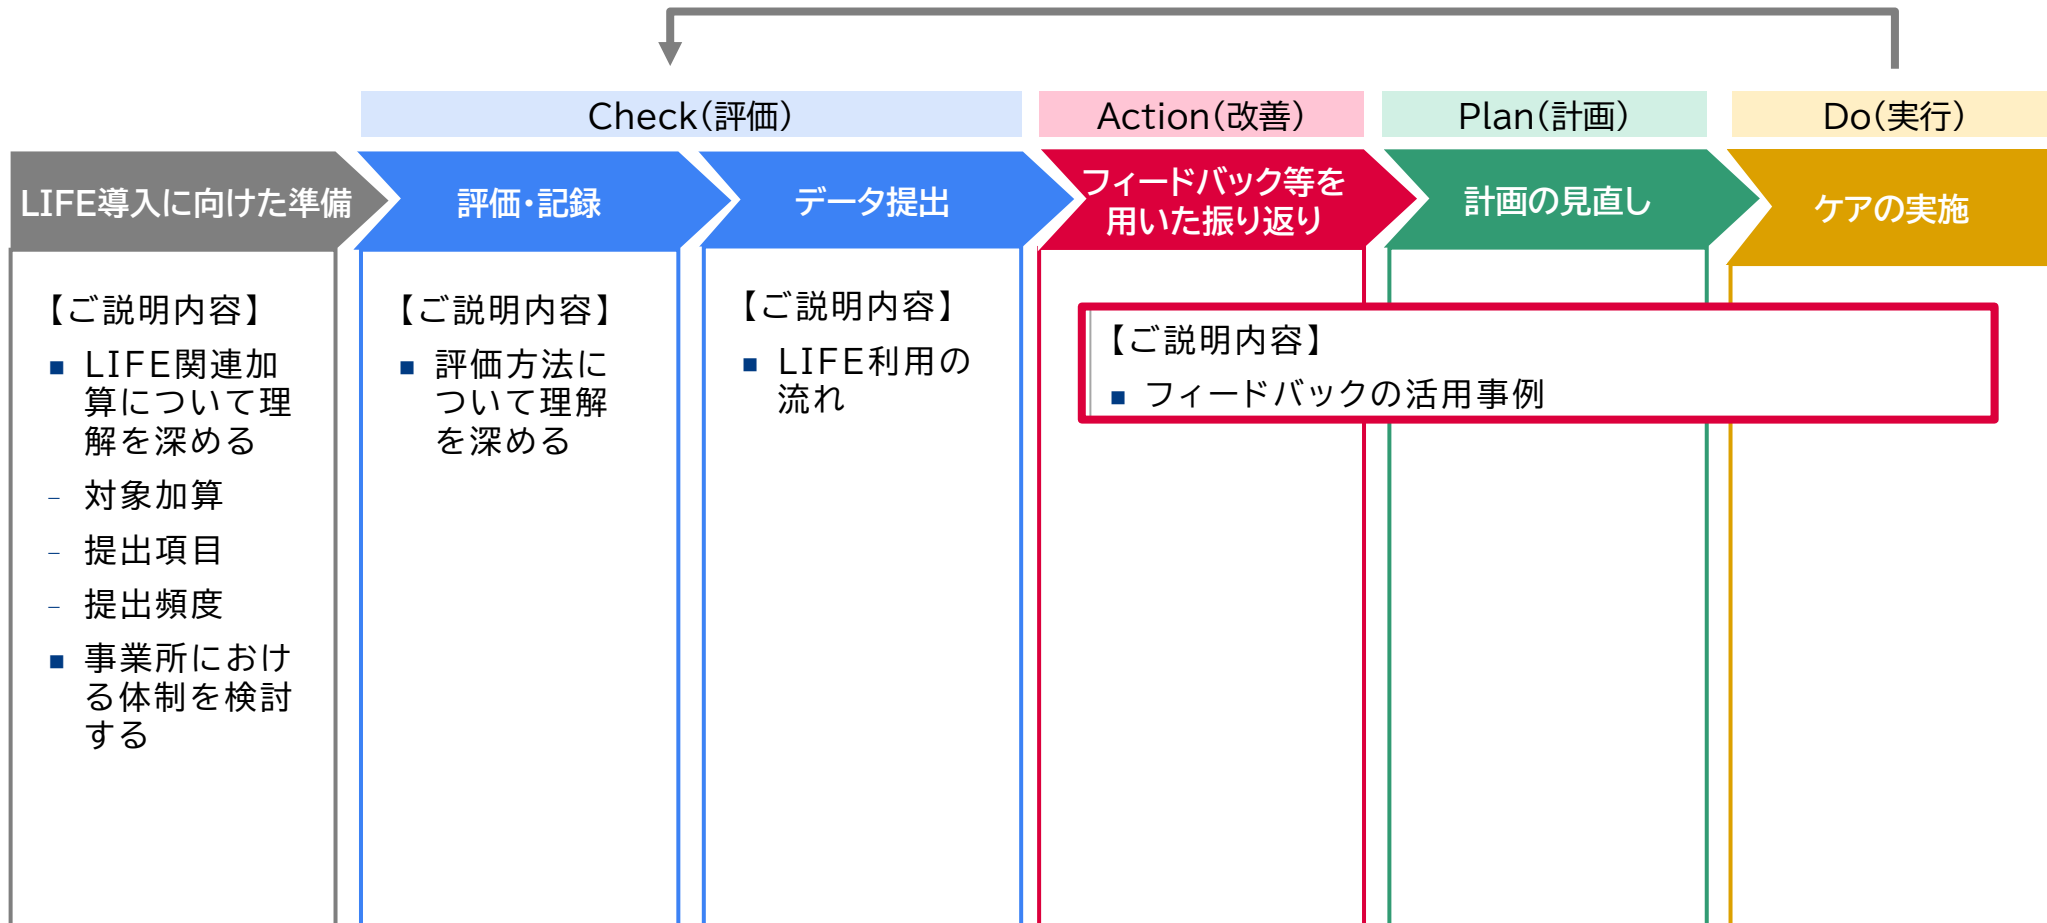 Check(評価)
Action(改善)
Plan(計画)
Do(実行)
LIFE導入に向けた準備
評価・記録
データ提出
フィードバック等を
用いた振り返り
計画の見直し
ケアの実施
【ご説明内容】
■ LIFE関連加
算について理
解を深める
- 対象加算
- 提出項目
- 提出頻度
■ 事業所におけ
る体制を検討
する
【ご説明内容】
■ 評価方法に
ついて理解
を深める
【ご説明内容】
■ LIFE利用の
流れ
【ご説明内容】
■ フィードバックの活用事例